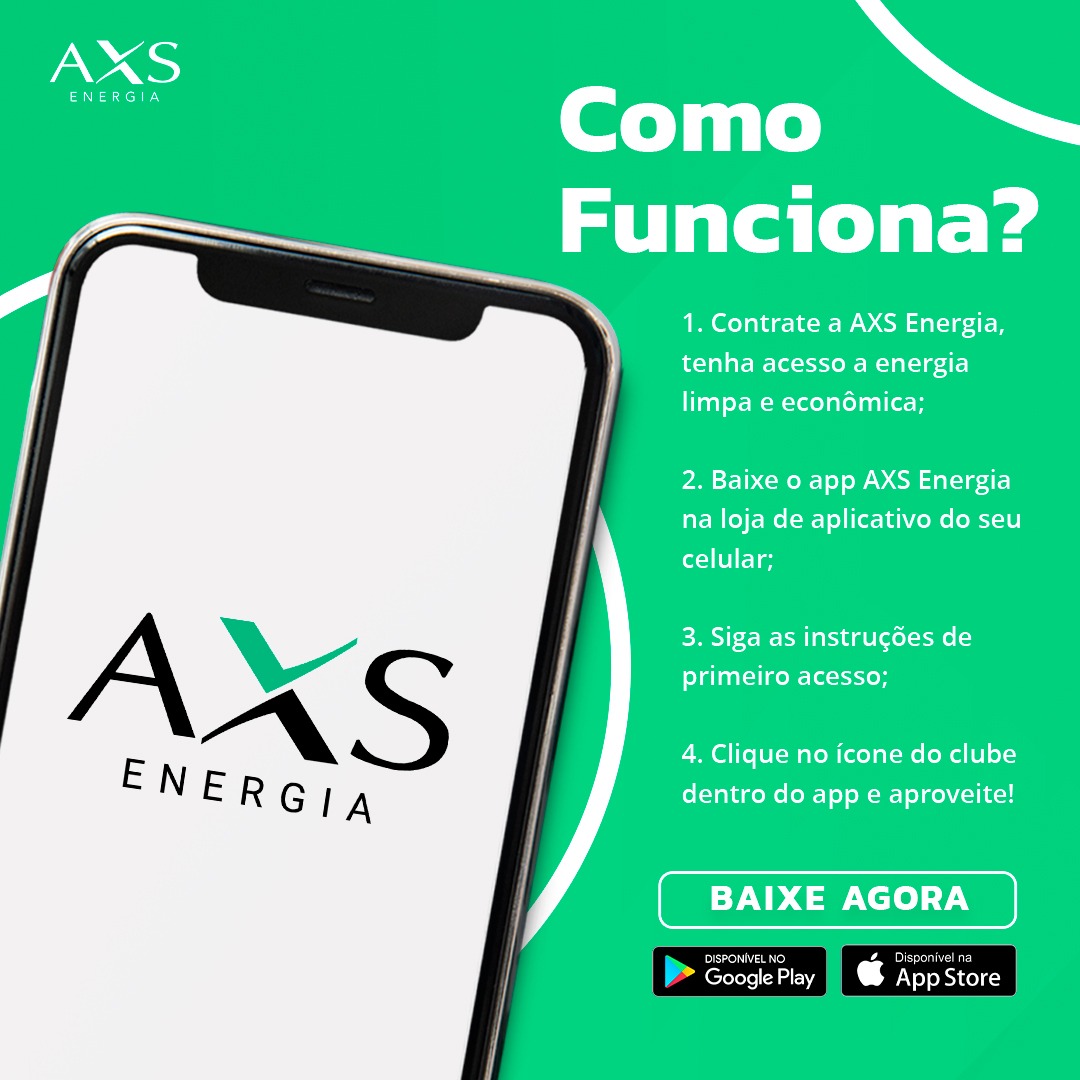 AXS
ENERGIA
Como
Funciona?
1. Contrate a AXS Energia,
tenha acesso a energia
limpa e econômica;
2. Baixe o app AXS Energia
na loja de aplicativo do seu
celular;
3. Siga as instruções de
primeiro acesso;
4. Clique no ícone do clube
dentro do app e aproveite!
AXS
ENERGIA
BAIXE AGORA
DISPONÍVEL NO
Google Play
Disponível na
App Store